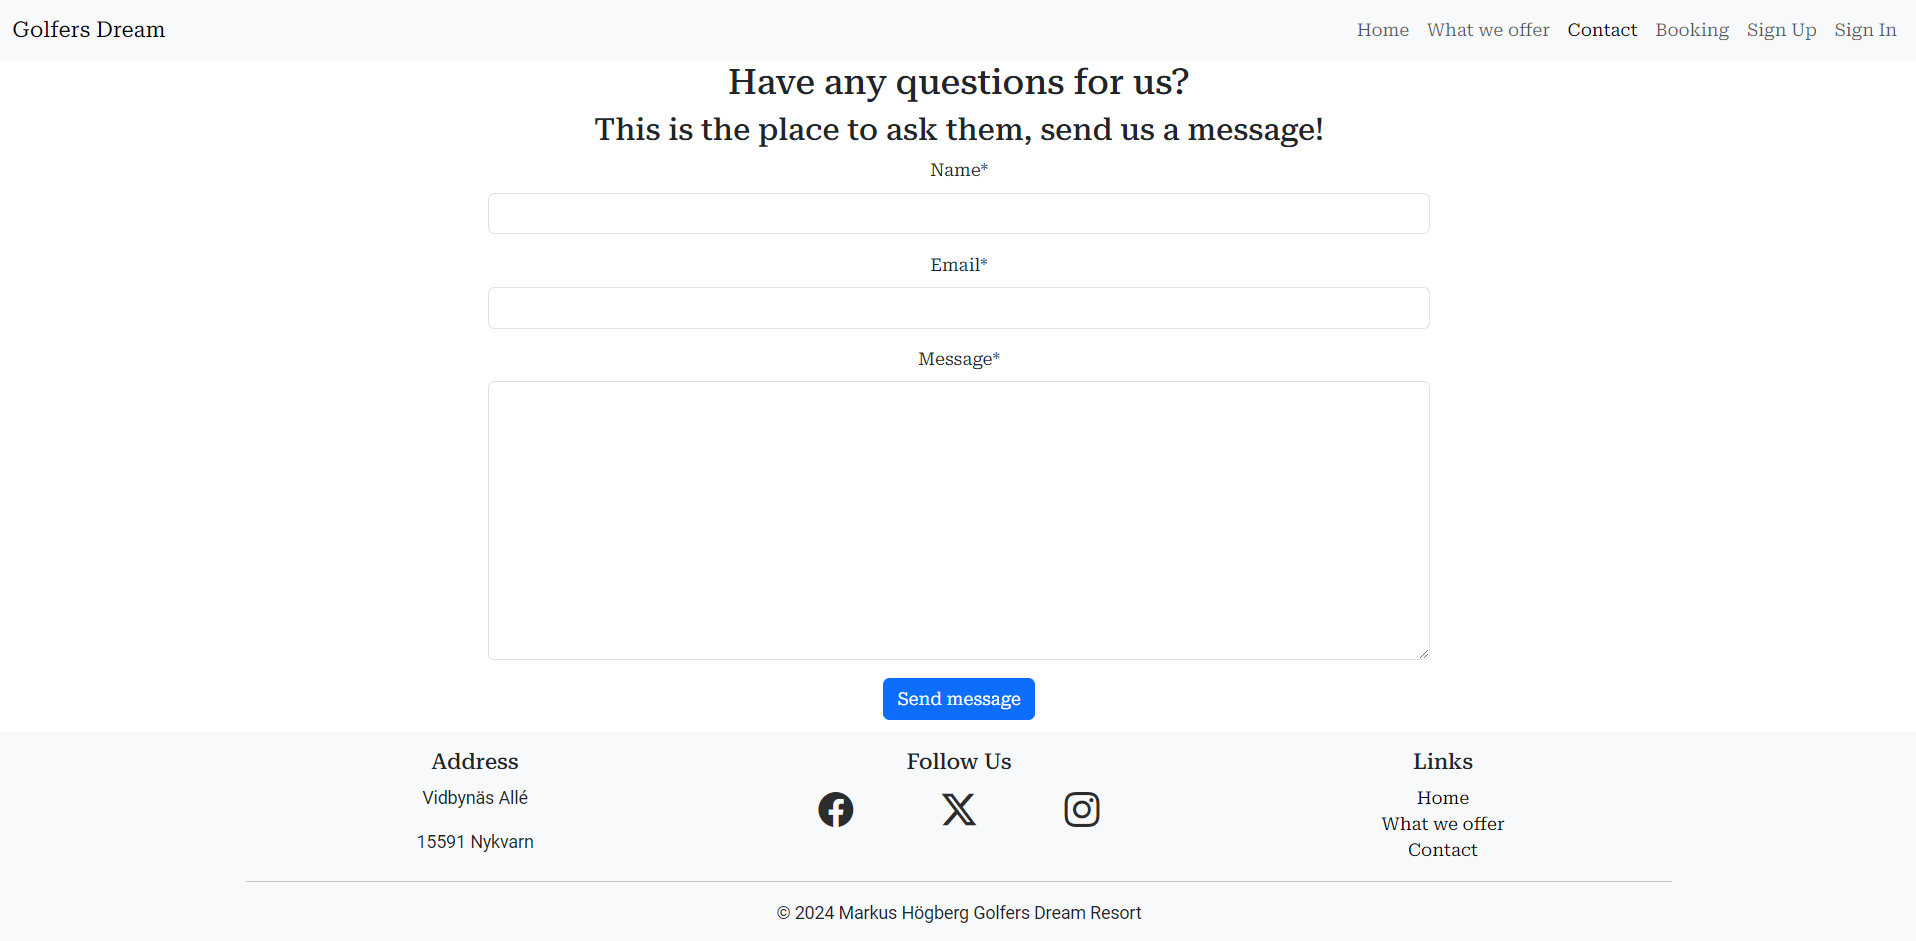 Golfers Dream
Home What we offer Contact Booking Sign Up Sign In
Have any questions for us?
This is the place to ask them, send us a message!
Name*
Email*
Message*
Send message
Address
Vidbynäs Allé
15591 Nykvarn
Follow Us
Links
Home
What we offer
Contact
© 2024 Markus Högberg Golfers Dream Resort